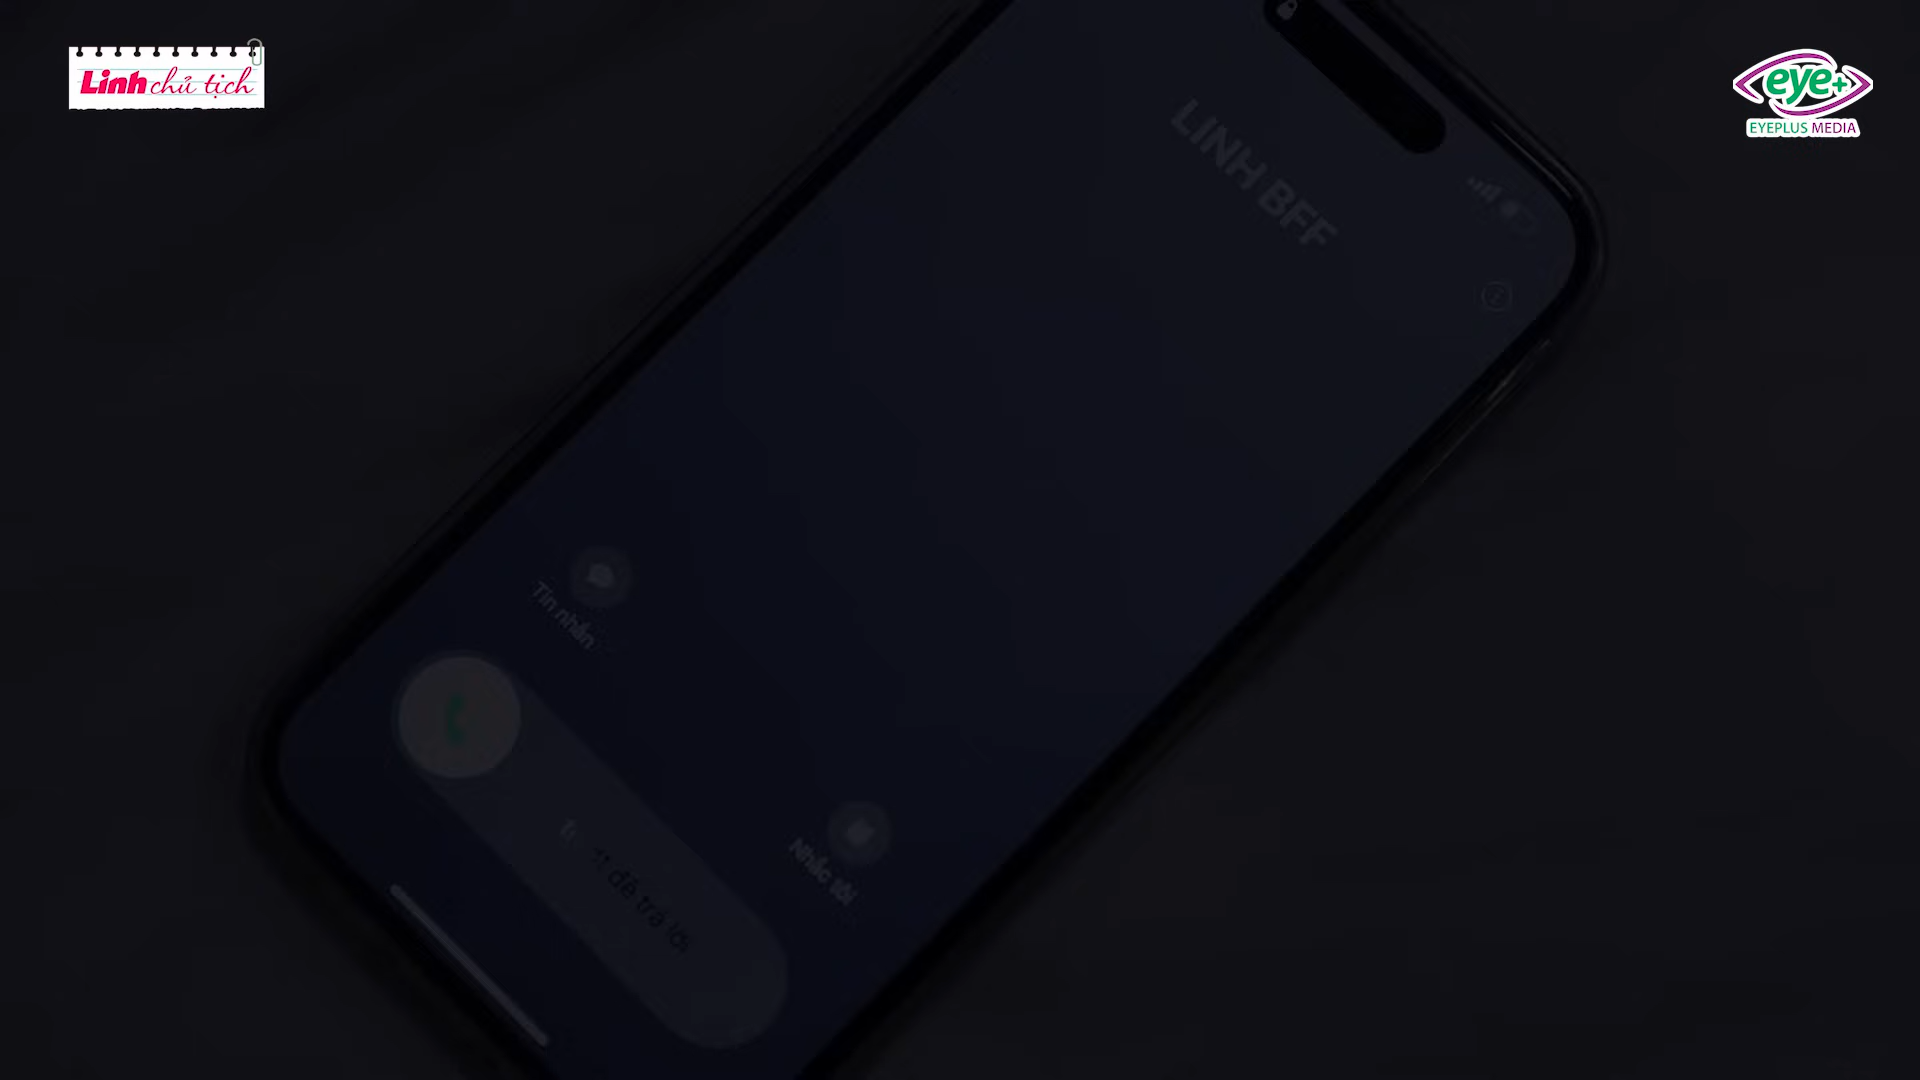 Linh chủ tịch
eye+
EYEPLUS MEDIA
LINH BFF
Tin nhắn
Nhắc tôi
để trả lời